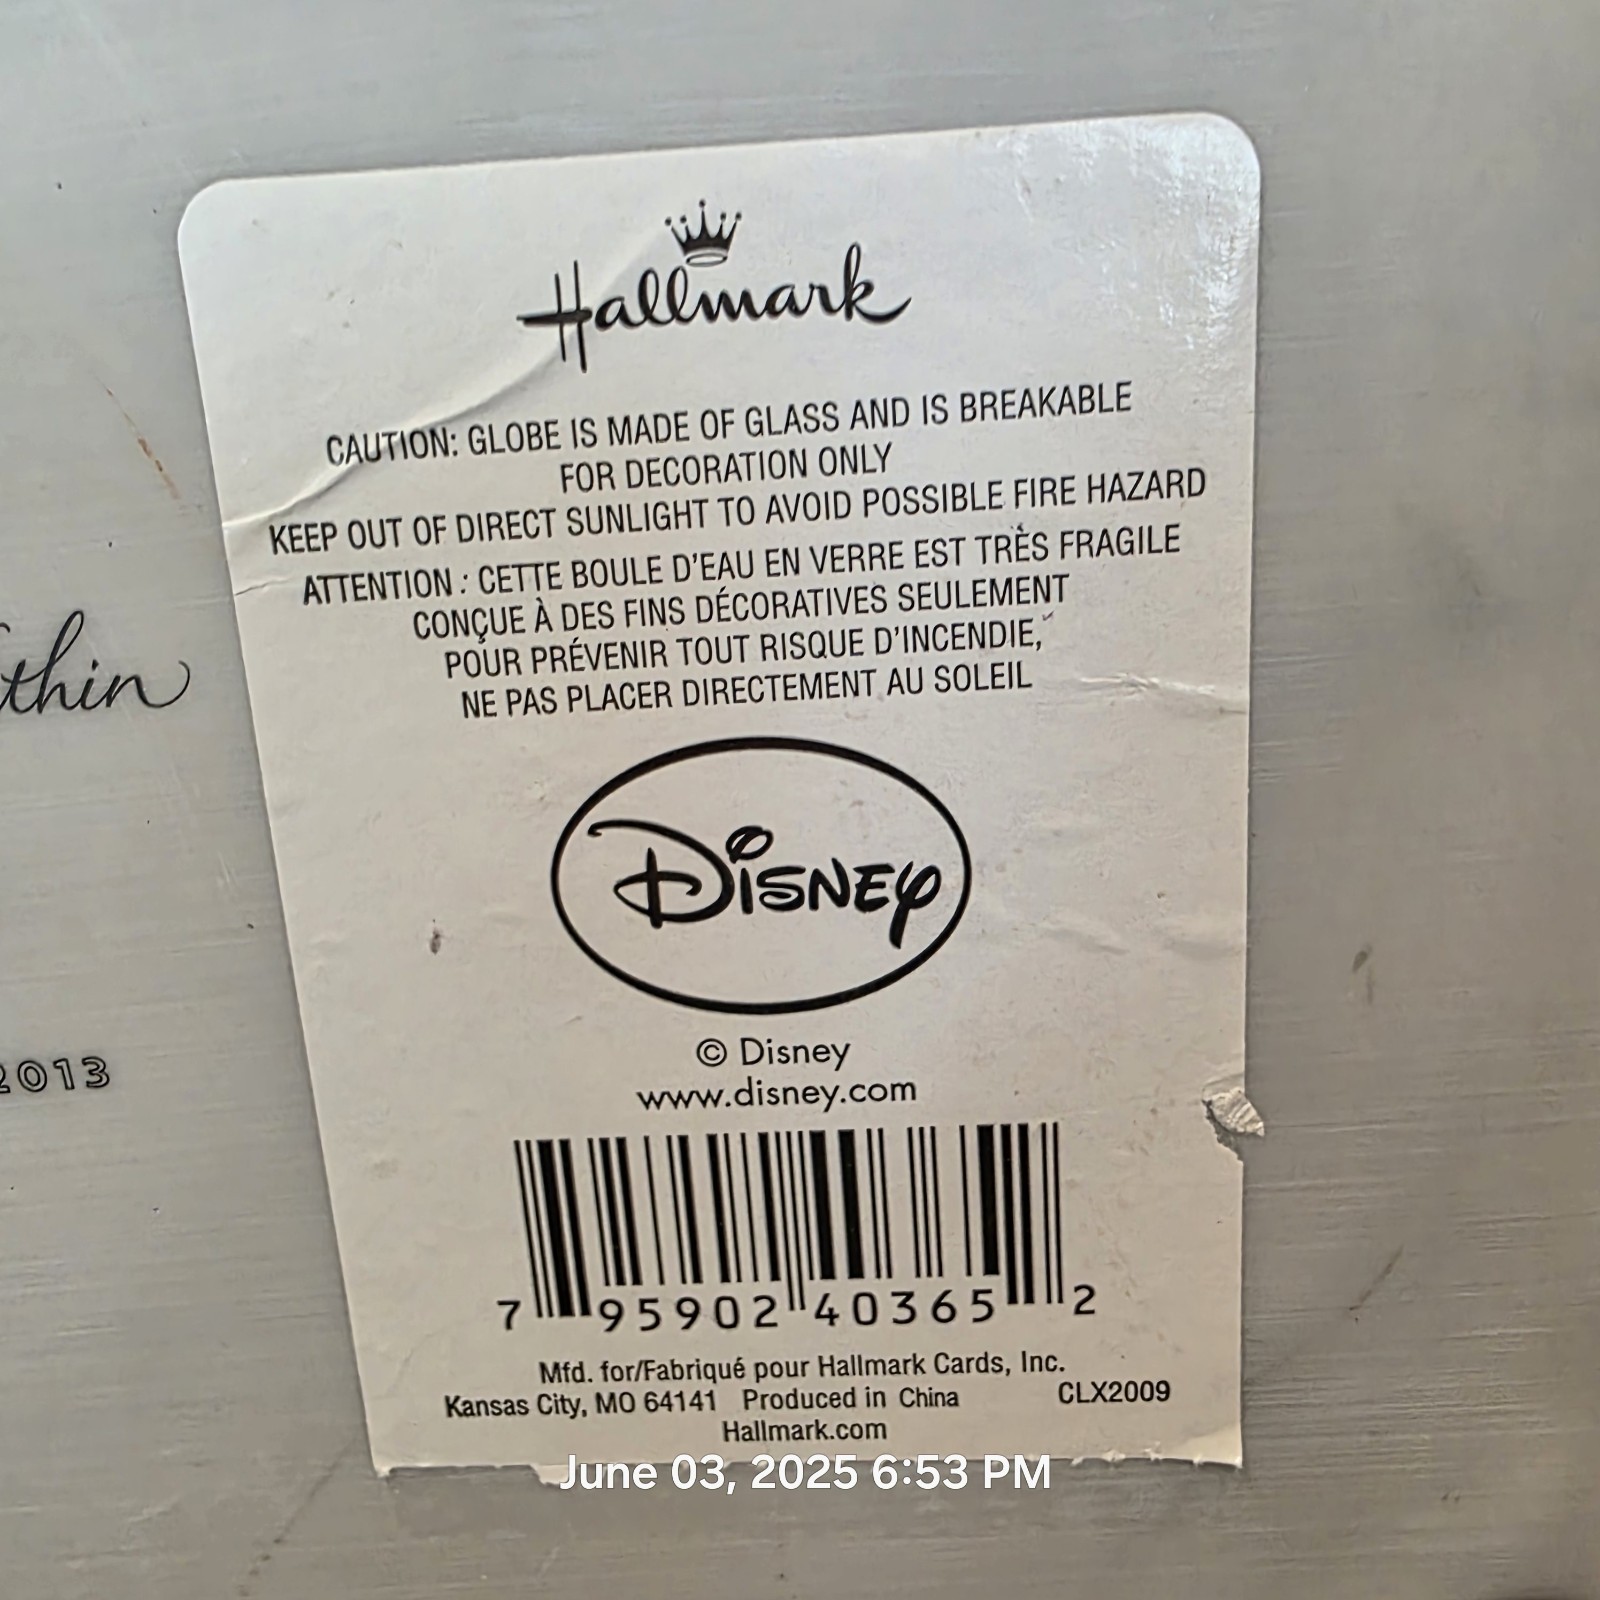 Hallmark
CAUTION: GLOBE IS MADE OF GLASS AND IS BREAKABLE
FOR DECORATION ONLY
KEEP OUT OF DIRECT SUNLIGHT TO AVOID POSSIBLE FIRE HAZARD
ATTENTION : CETTE BOULE D'EAU EN VERRE EST TRÈS FRAGILE
CONÇUE À DES FINS DÉCORATIVES SEULEMENT
POUR PRÉVENIR TOUT RISQUE D'INCENDIE,
NE PAS PLACER DIRECTEMENT AU SOLEIL
thin
DISNEY
© Disney
www.disney.com
2013
7 95902 40365 2
Mfd. for/Fabriqué pour Hallmark Cards, Inc.
Kansas City, MO 64141 Produced in China CLX2009
Hallmark.com
June 03, 2025 6:53 PM